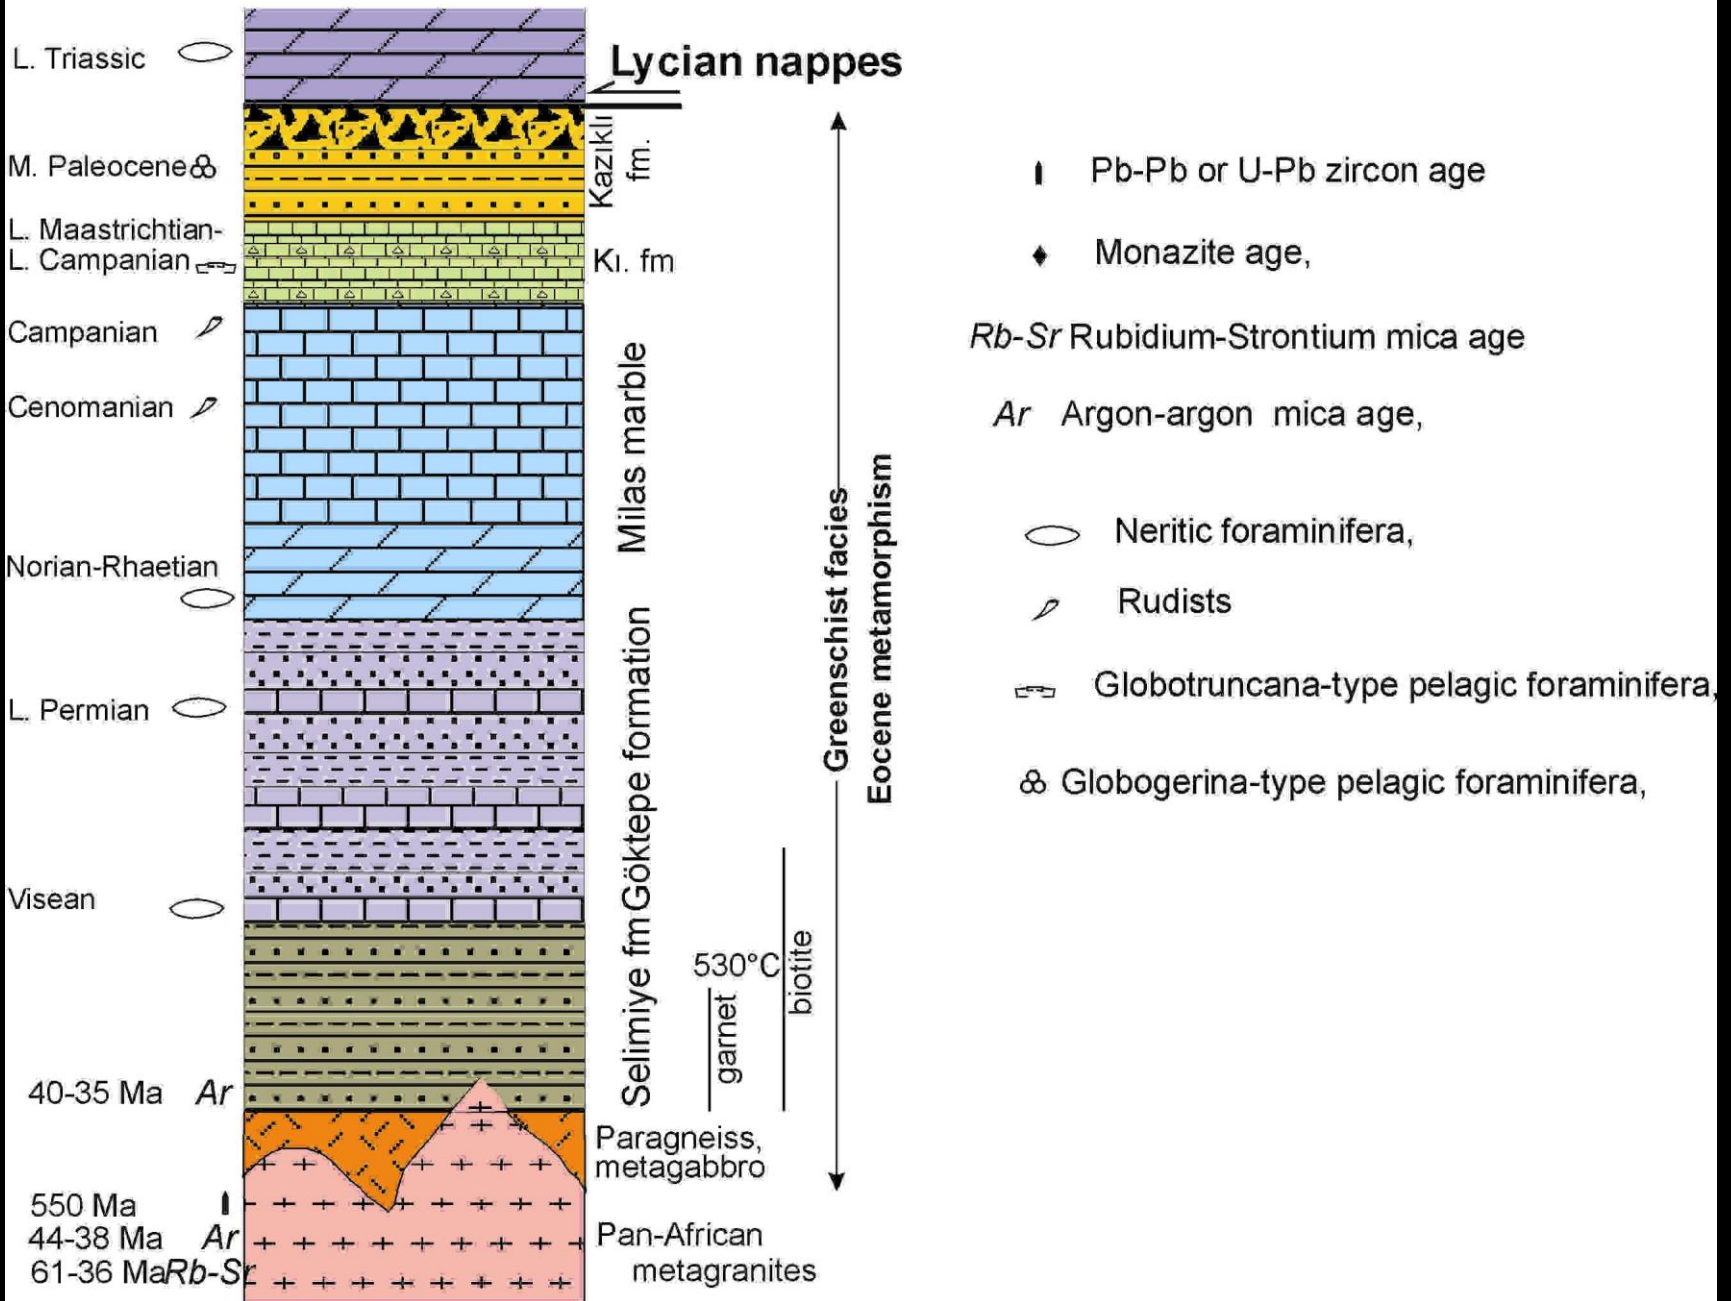 L. Triassic
Lycian nappes
M. Paleocene
Kazıklı
fm.
L. Maastrichtian-
L. Campanian
Kı. fm
Campanian
Cenomanian
Milas marble
Norian-Rhaetian
L. Permian
Göktepe formation
Visean
Selimiye fm
530°C
garnet
biotite
Greenschist facies
Eocene metamorphism
40-35 Ma Ar
Paragneiss,
metagabbro
550 Ma
44-38 Ma Ar
61-36 Ma Rb-Sr
Pan-African
metagranites
Pb-Pb or U-Pb zircon age
Monazite age,
Rb-Sr Rubidium-Strontium mica age
Ar Argon-argon mica age,
Neritic foraminifera,
Rudists
Globotruncana-type pelagic foraminifera,
Globogerina-type pelagic foraminifera,